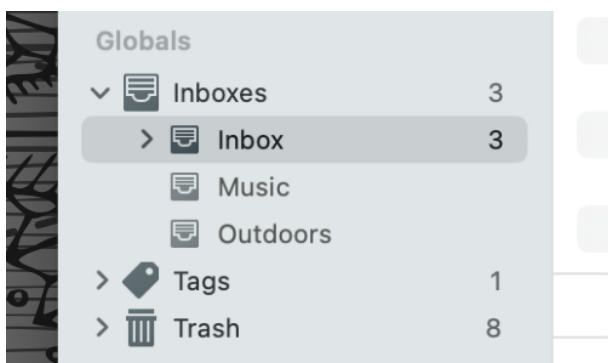 Globals
Inboxes 3
Inbox 3
Music
Outdoors
Tags 1
Trash 8